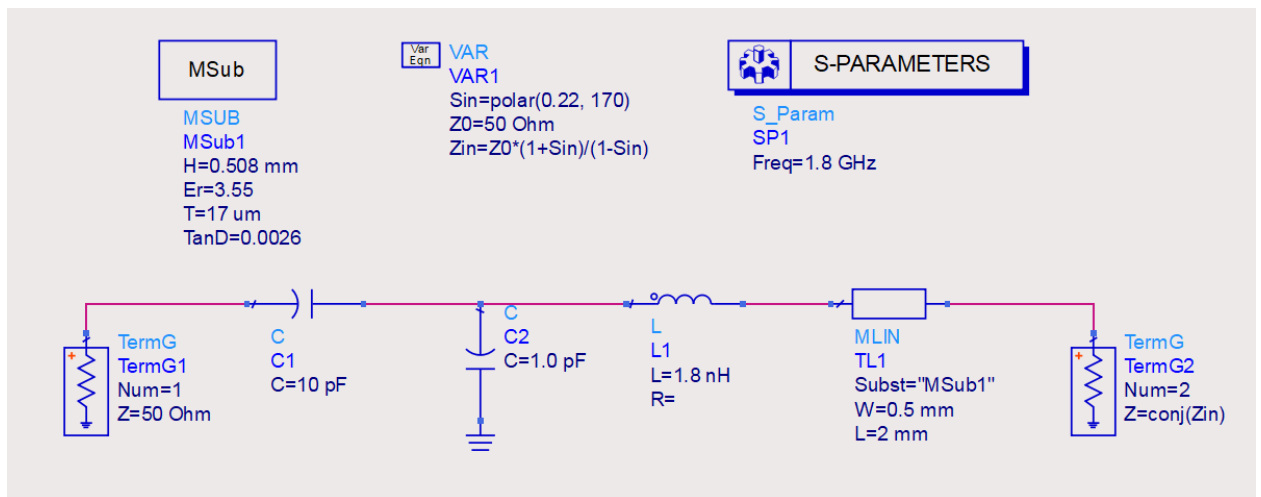 MSub
MSUB
MSub1
H=0.508 mm
Er=3.55
T=17 um
TanD=0.0026
Var
Eqn
VAR
VAR1
Sin=polar(0.22, 170)
Z0=50 Ohm
Zin=Z0*(1+Sin)/(1-Sin)
S-PARAMETERS
S_Param
SP1
Freq=1.8 GHz
TermG
TermG1
Num=1
Z=50 Ohm
C
C1
C=10 pF
C
C2
C=1.0 pF
L
L1
L=1.8 nH
R=
MLIN
TL1
Subst="MSub1"
W=0.5 mm
L=2 mm
TermG
TermG2
Num=2
Z=conj(Zin)